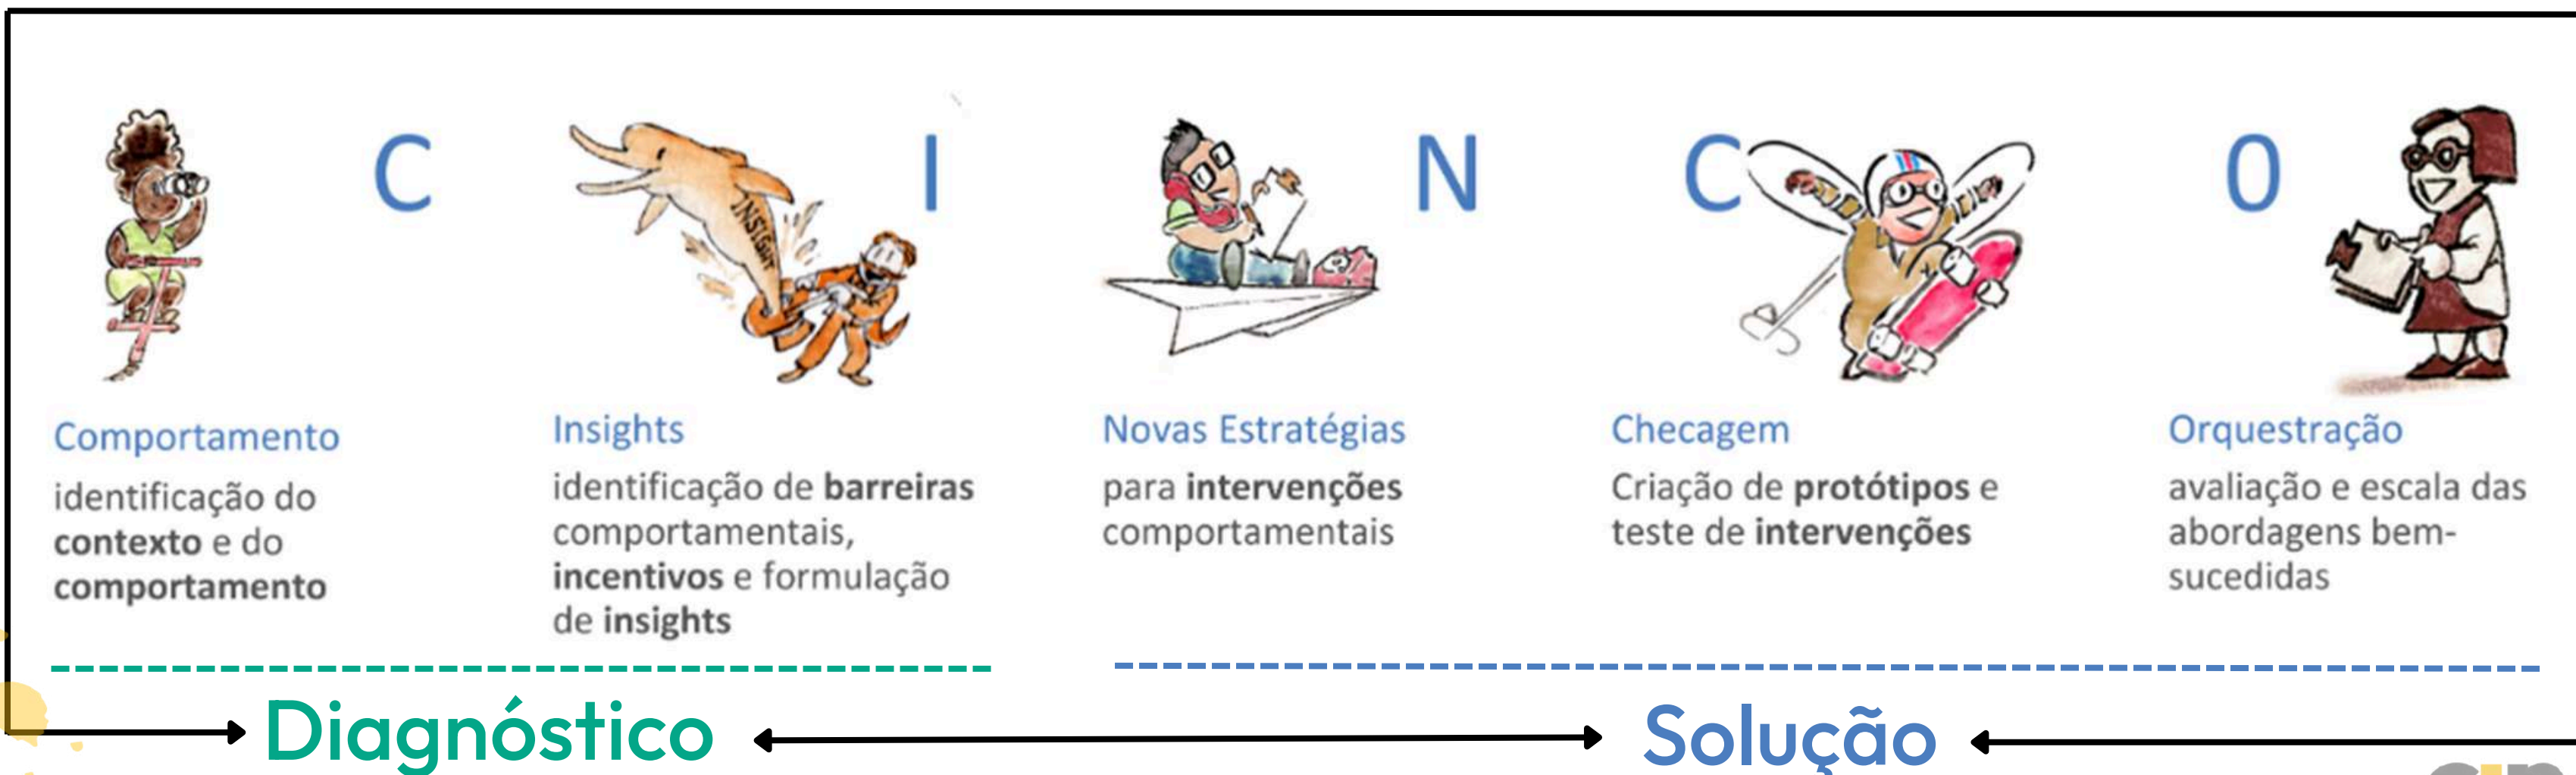 C
I
N
C
O
INSIGHT
Comportamento
identificação do
contexto e do
comportamento
Insights
identificação de barreiras
comportamentais,
incentivos e formulação
de insights
Novas Estratégias
para intervenções
comportamentais
Checagem
Criação de protótipos e
teste de intervenções
Orquestração
avaliação e escala das
abordagens bem-
sucedidas
Diagnóstico
Solução